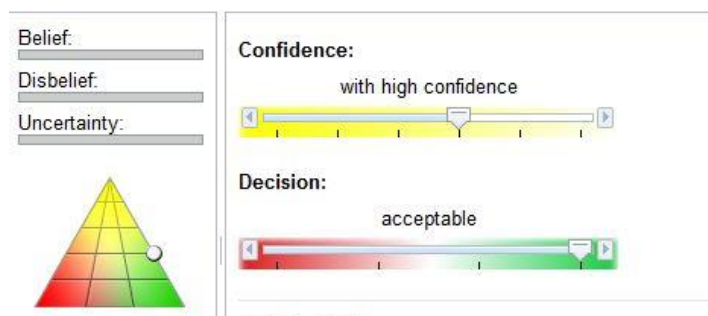 Belief:
Disbelief:
Uncertainty:
Confidence:
with high confidence
Decision:
acceptable